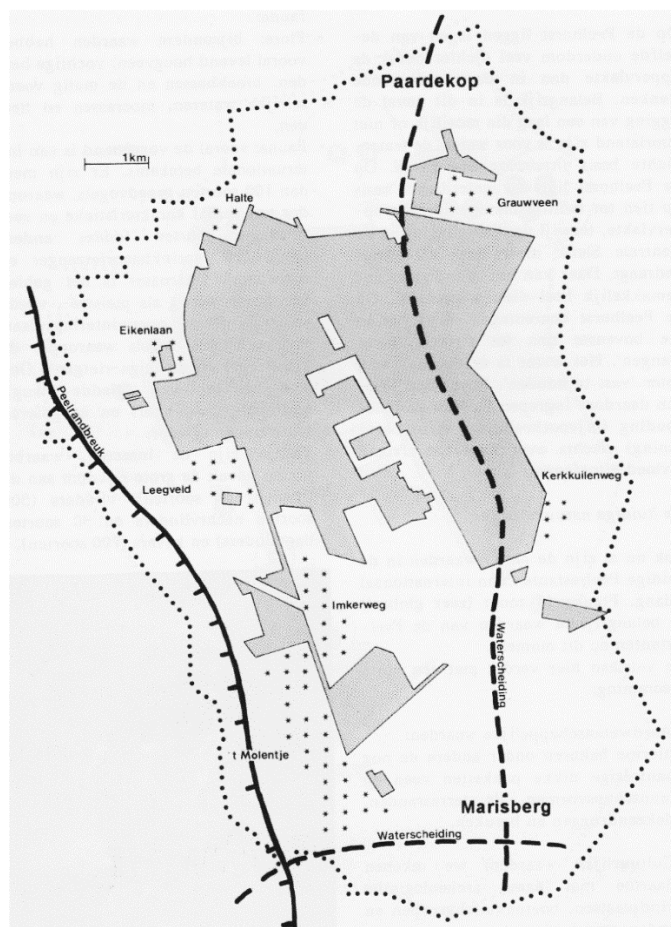 Paardekop
1km
Halte
Grauwveen
Eikenlaan
Peelrandbreuk
Kerkkuilenweg
Leegveld
Imkerweg
Waterscheiding
't Molentje
Marisberg
Waterscheiding